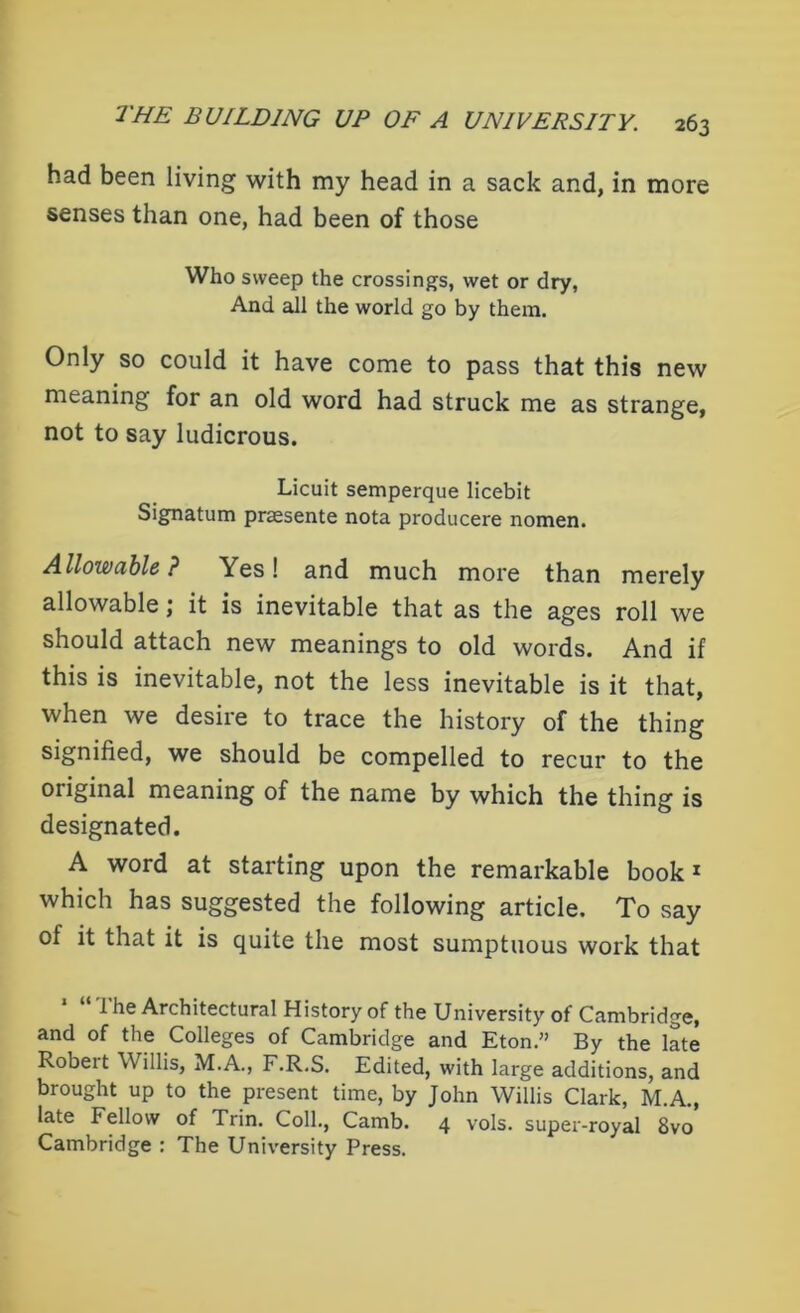 THE BUILDING UP OF A UNIVERSITY. 263
had been living with my head in a sack and, in more
senses than one, had been of those
Who sweep the crossings, wet or dry,
And all the world go by them.
Only so could it have come to pass that this new
meaning for an old word had struck me as strange,
not to say ludicrous.
Licuit semperque licebit
Signatum præsente nota producere nomen.
Allowable? Yes! and much more than merely
allowable; it is inevitable that as the ages roll we
should attach new meanings to old words. And if
this is inevitable, not the less inevitable is it that,
when we desire to trace the history of the thing
signified, we should be compelled to recur to the
original meaning of the name by which the thing is
designated.
A word at starting upon the remarkable book ¹
which has suggested the following article. To say
of it that it is quite the most sumptuous work that
¹ “The Architectural History of the University of Cambridge,
and of the Colleges of Cambridge and Eton.” By the late
Robert Willis, M.A., F.R.S. Edited, with large additions, and
brought up to the present time, by John Willis Clark, M.A.,
late Fellow of Trin. Coll., Camb. 4 vols. super-royal 8vo
Cambridge : The University Press.